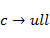 c → ull